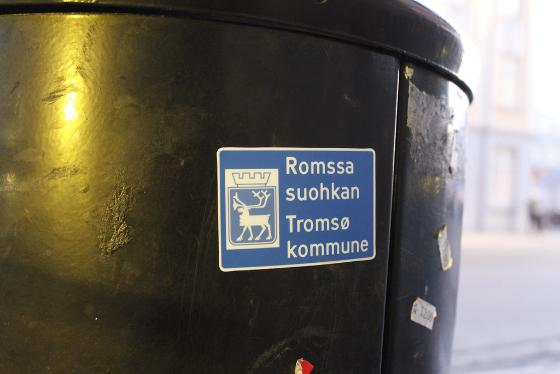 Romssa
suohkan
Tromsø
kommune